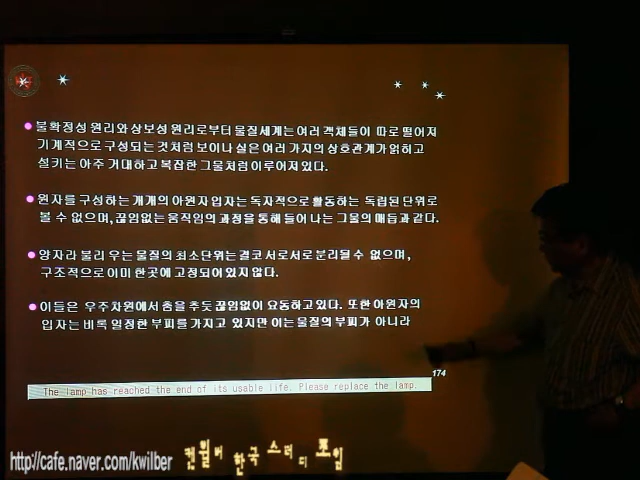 불확정성 원리와 상보성 원리로부터 물질세계는 여러 객체들이 따로 떨어져
기계적으로 구성되는 것처럼 보이나 실은 여러 가지의 상호관계가 얽히고
설키는 아주 거대하고 복잡한 그물처럼 이루어져 있다.
원자를 구성하는 개개의 아원자 입자는 독자적으로 활동하는 독립된 단위로
볼 수 없으며, 끊임없는 움직임의 과정을 통해 들어 나는 그물의 매듭과 같다.
양자라 불리 우는 물질의 최소단위는 결코 서로서로 분리될 수 없으며,
구조적으로 이미 한곳에 고정되어 있지 않다.
이들은 우주차원에서 춤을 추듯 끊임없이 요동하고 있다. 또한 아원자의
입자는 비록 일정한 부피를 가지고 있지만 이는 물질의 부피가 아니라
174
The lamp has reached the end of its usable life. Please replace the lamp.
http://cafe.naver.com/kwilber 켄 윌버 한국 스터디 모임